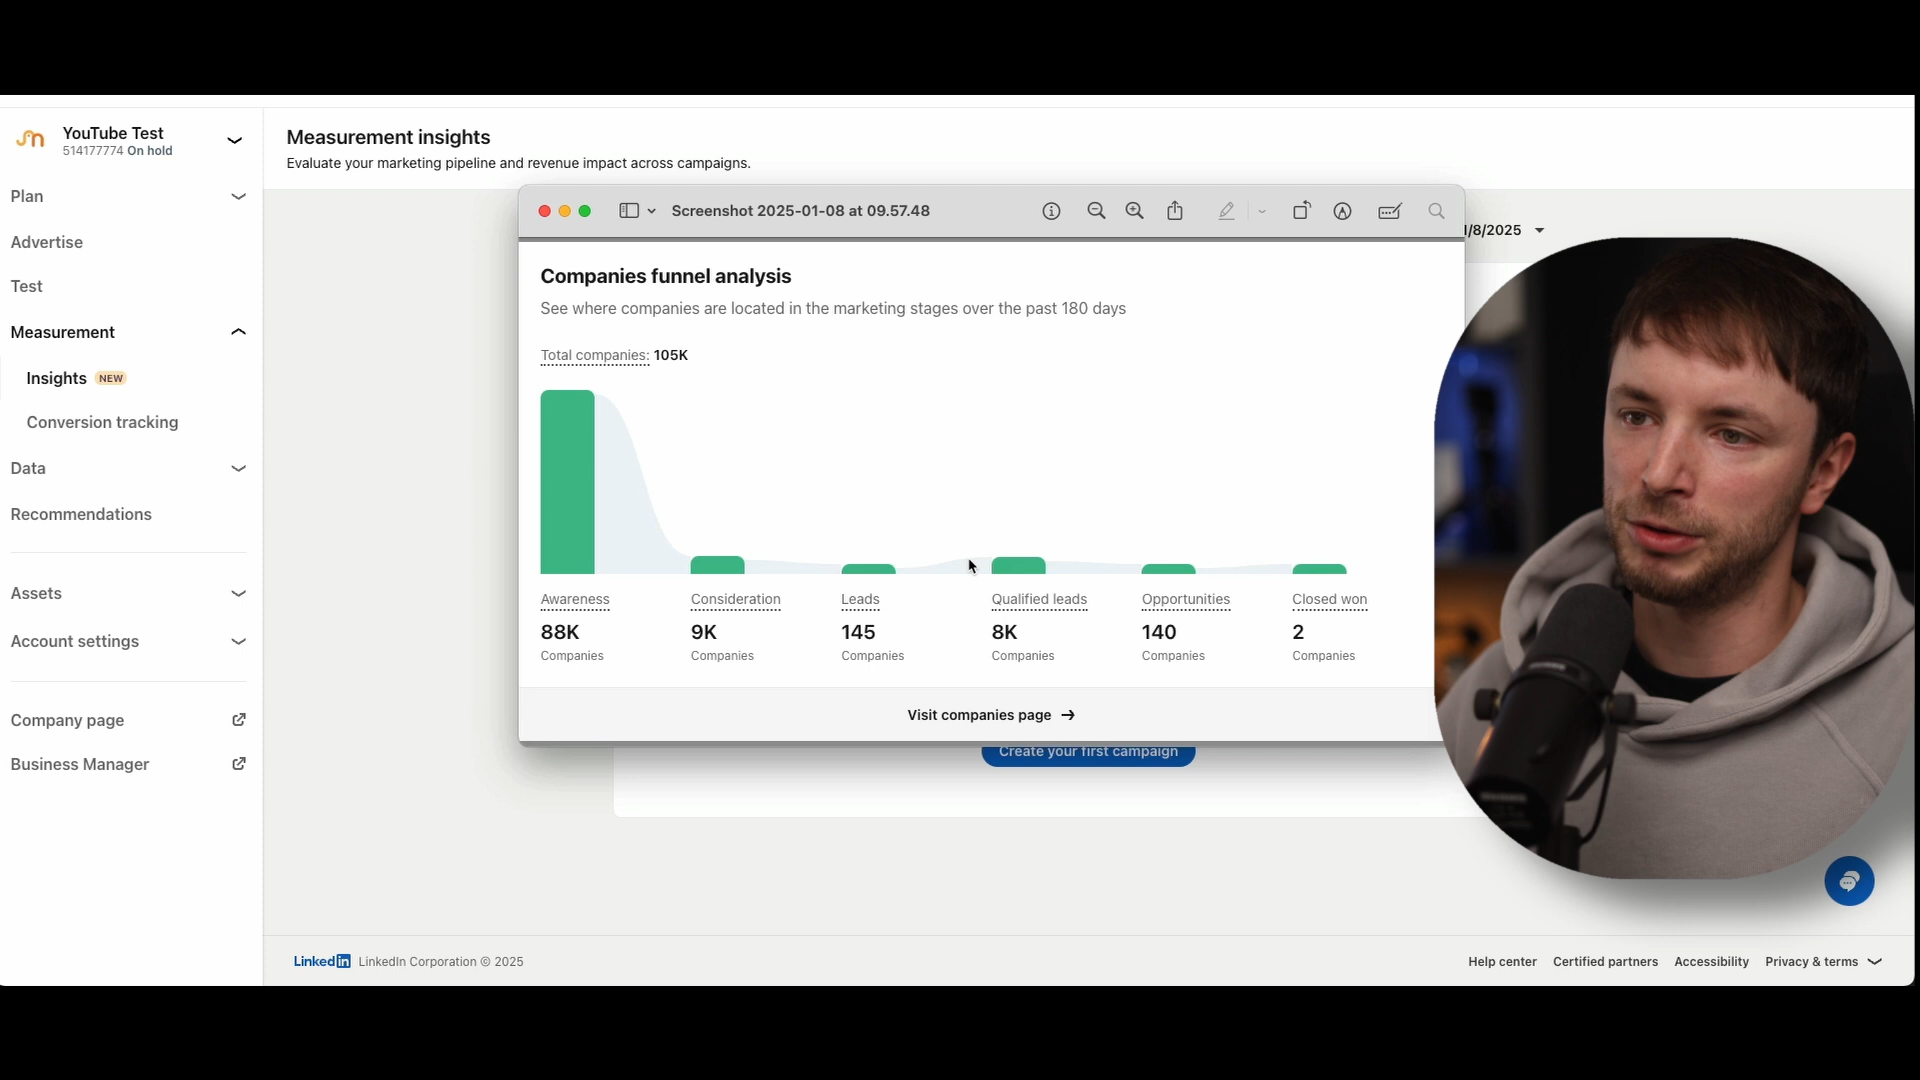 YouTube Test
514177774 On hold
Plan
Advertise
Test
Measurement
Insights NEW
Conversion tracking
Data
Recommendations
Assets
Account settings
Company page
Business Manager
Measurement insights
Evaluate your marketing pipeline and revenue impact across campaigns.
/8/2025
Screenshot 2025-01-08 at 09.57.48
Companies funnel analysis
See where companies are located in the marketing stages over the past 180 days
Total companies: 105K
Awareness Consideration Leads Qualified leads Opportunities Closed won
88K 9K 145 8K 140 2
Companies Companies Companies Companies Companies Companies
Visit companies page →
Create your first campaign
LinkedIn LinkedIn Corporation © 2025
Help center Certified partners Accessibility Privacy & terms